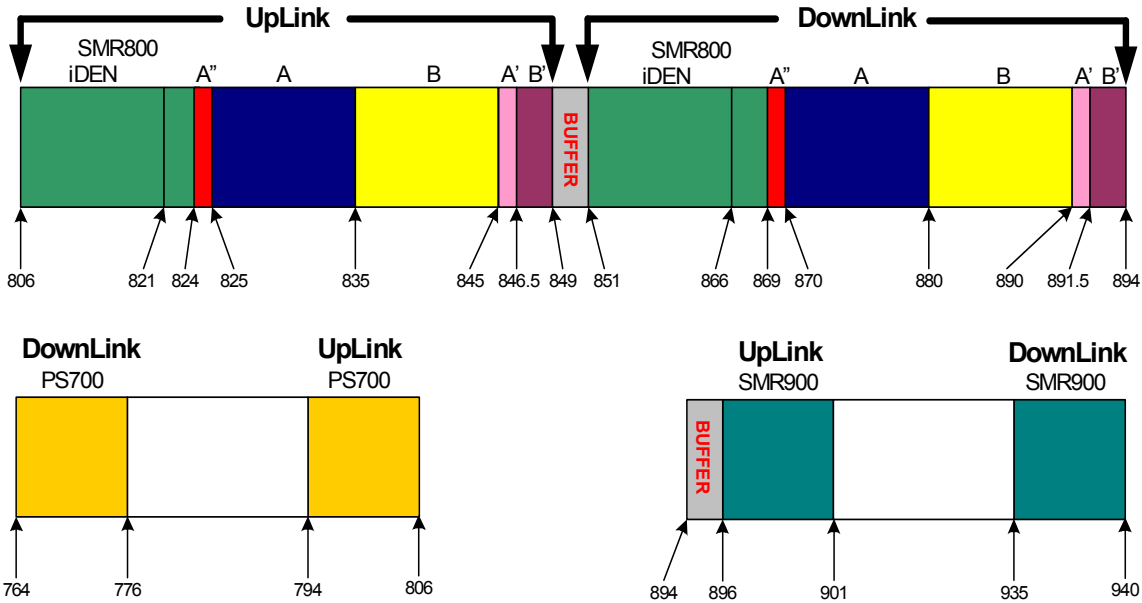 UpLink
DownLink
SMR800
iDEN
A”
A
B
A’
B’
SMR800
iDEN
A”
A
B
A’
B’
BUFFER
806
821
824
825
835
845
846.5
849
851
866
869
870
880
890
891.5
894
DownLink
PS700
UpLink
PS700
764
776
794
806
UpLink
SMR900
DownLink
SMR900
BUFFER
894
896
901
935
940